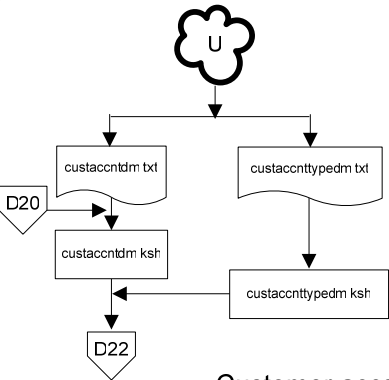 U
custaccntdm txt
custaccnttypedm txt
D20
custaccntdm ksh
custaccnttypedm ksh
D22